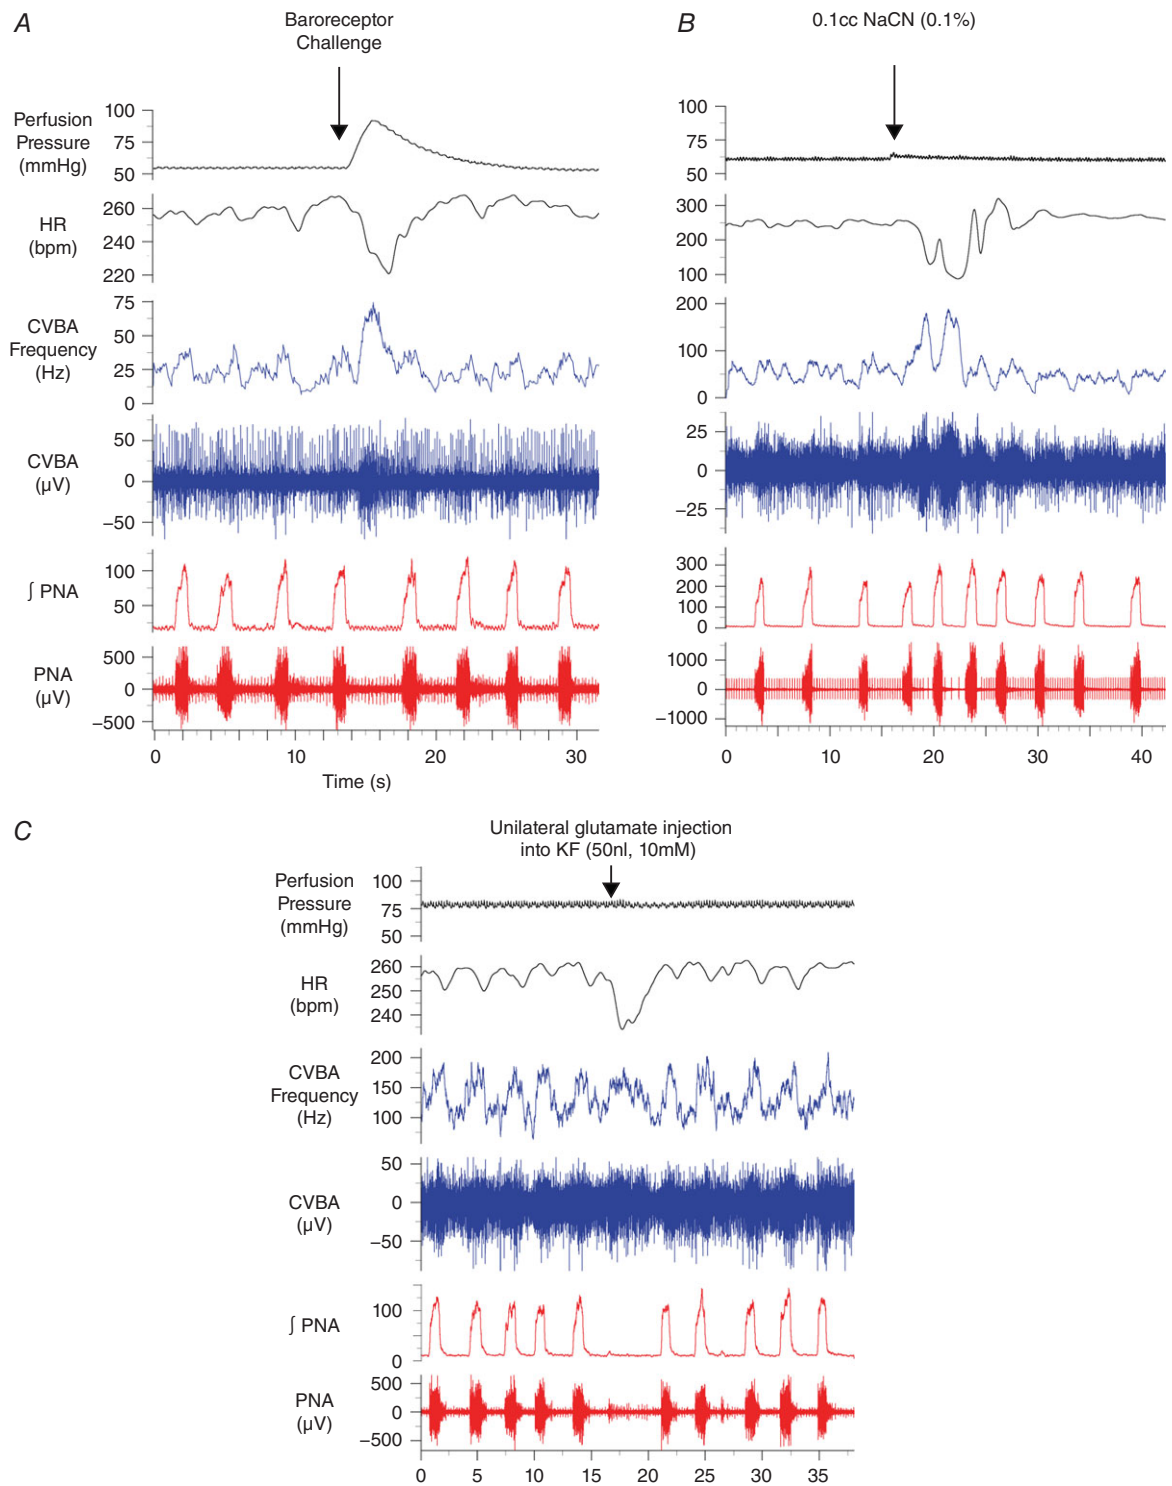 A
Baroreceptor
Challenge
Perfusion
Pressure
(mmHg)
100
75
50
HR
(bpm)
260
240
220
CVBA
Frequency
(Hz)
75
50
25
0
CVBA
(µV)
50
0
−50
∫ PNA
100
50
PNA
(µV)
500
0
−500
0 10 20 30
Time (s)
B
0.1cc NaCN (0.1%)
100
75
50
300
200
100
200
100
0
25
0
−25
300
200
100
0
1000
0
−1000
0 10 20 30 40
C
Unilateral glutamate injection
into KF (50nl, 10mM)
Perfusion
Pressure
(mmHg)
100
75
50
HR
(bpm)
260
250
240
CVBA
Frequency
(Hz)
200
150
100
CVBA
(µV)
50
0
−50
∫ PNA
100
0
PNA
(µV)
500
0
−500
0 5 10 15 20 25 30 35